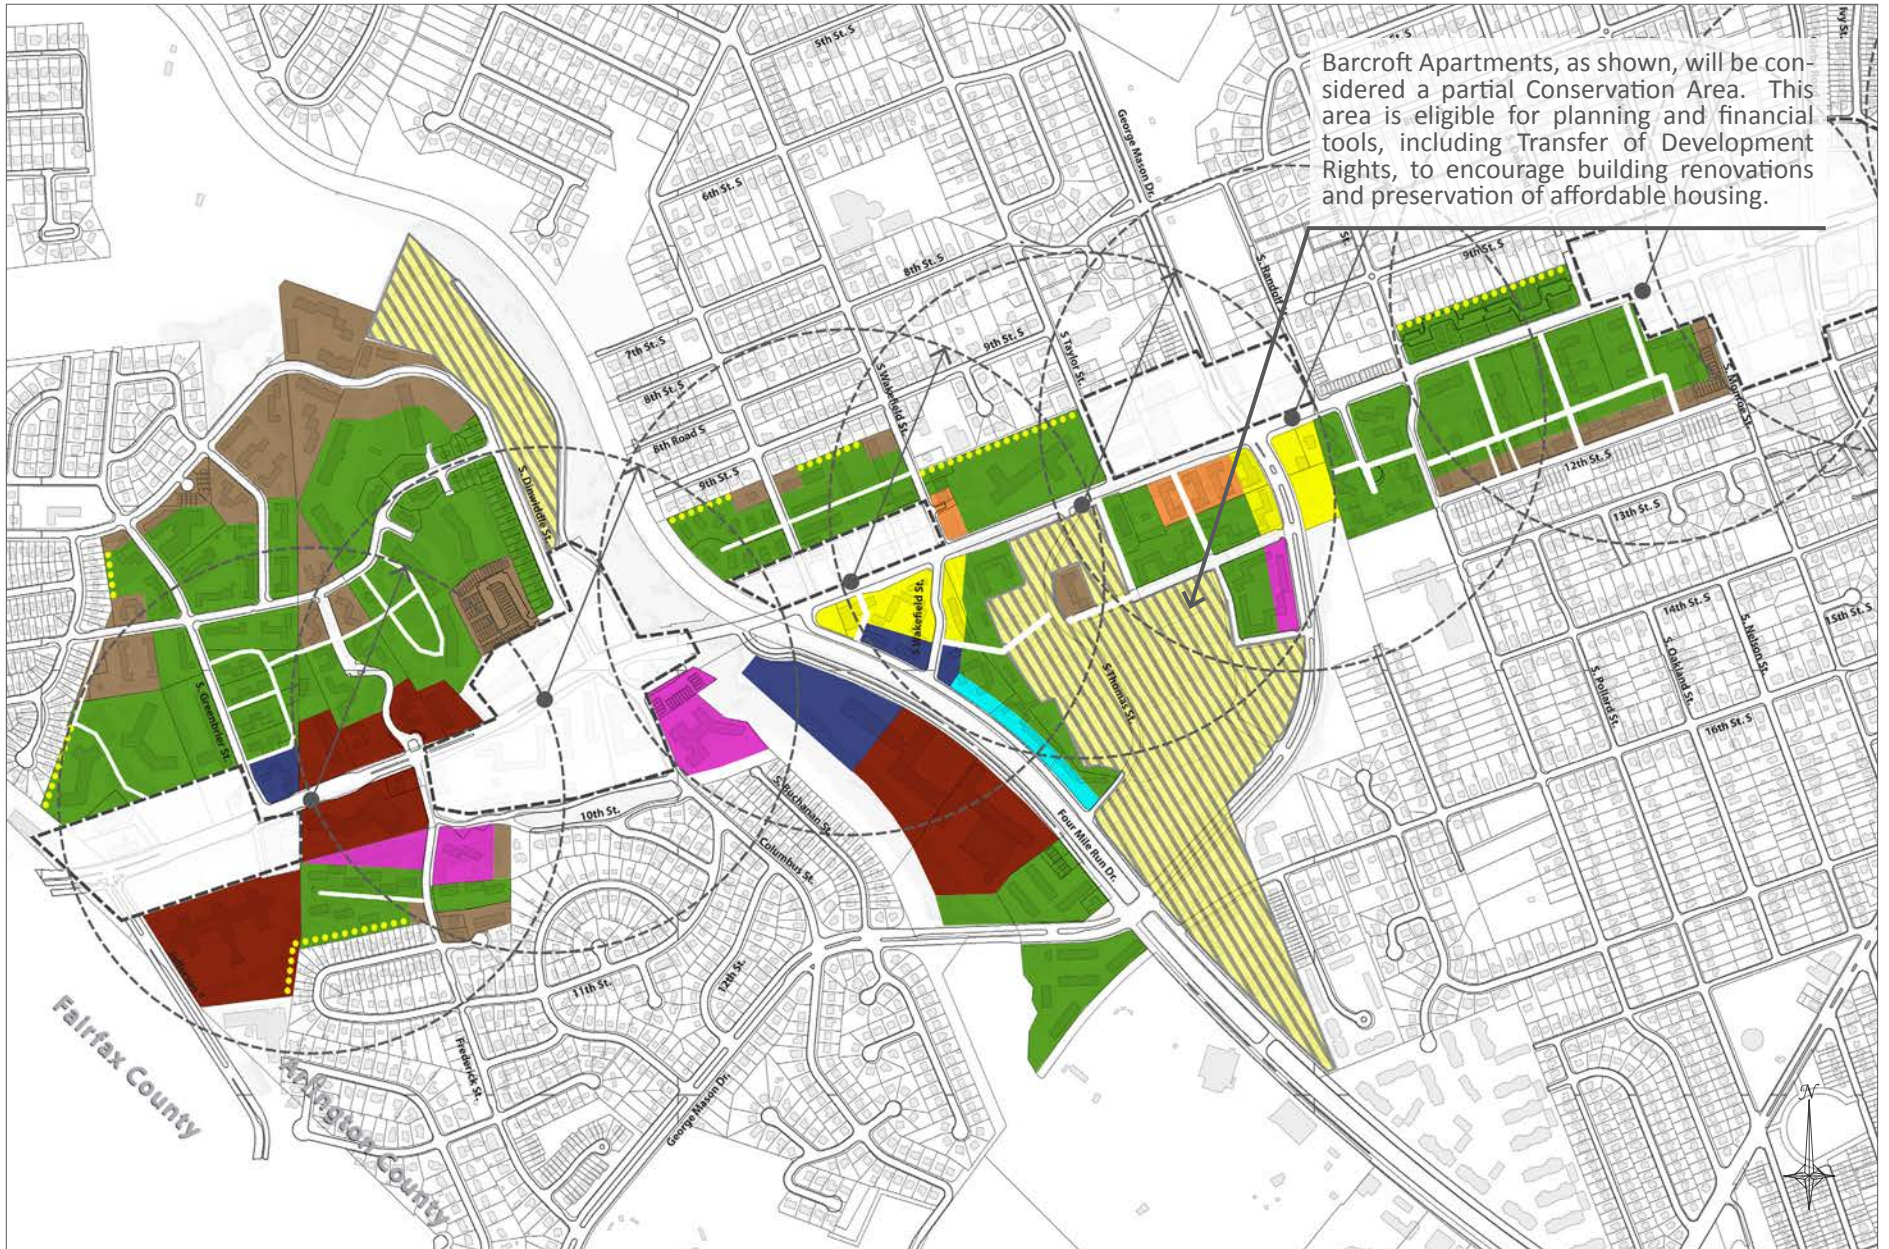 Barcroft Apartments, as shown, will be con-
sidered a partial Conservation Area. This
area is eligible for planning and financial
tools, including Transfer of Development
Rights, to encourage building renovations
and preservation of affordable housing.
5th St. S
George Mason Dr.
6th St. S
8th St. S
S. Randolf
9th St. S
7th St. S
9th St. S
S Taylor St.
8th St. S
S Wakefield St.
8th Road S
9th St. S
S. Monroe St.
12th St. S
13th St. S
S. Dinwiddie St.
S Wakefield St.
14th St. S
15th St. S
S. Nelson St.
S. Oakland St.
S. Pollard St.
16th St. S
S Thomas St.
S. Greenbrier St.
10th St.
S. Buchanan St.
Columbus St.
Four Mile Run Dr.
12th St.
11th St.
Frederick St.
George Mason Dr.
Fairfax County
Arlington County
N